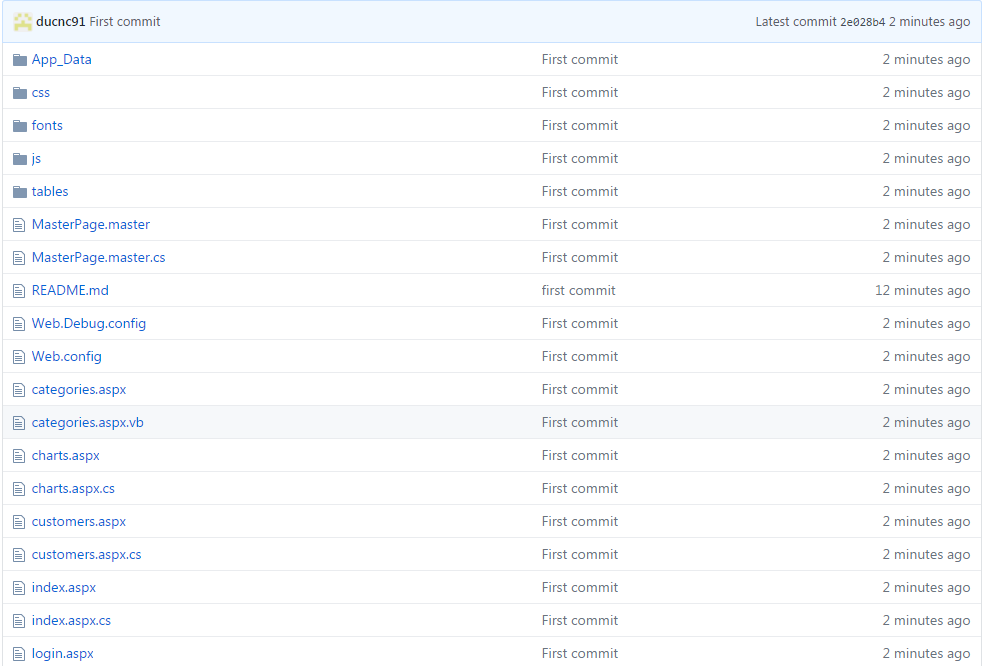 ducnc91 First commit Latest commit 2e028b4 2 minutes ago
App_Data First commit 2 minutes ago
css First commit 2 minutes ago
fonts First commit 2 minutes ago
js First commit 2 minutes ago
tables First commit 2 minutes ago
MasterPage.master First commit 2 minutes ago
MasterPage.master.cs First commit 2 minutes ago
README.md first commit 12 minutes ago
Web.Debug.config First commit 2 minutes ago
Web.config First commit 2 minutes ago
categories.aspx First commit 2 minutes ago
categories.aspx.vb First commit 2 minutes ago
charts.aspx First commit 2 minutes ago
charts.aspx.cs First commit 2 minutes ago
customers.aspx First commit 2 minutes ago
customers.aspx.cs First commit 2 minutes ago
index.aspx First commit 2 minutes ago
index.aspx.cs First commit 2 minutes ago
login.aspx First commit 2 minutes ago